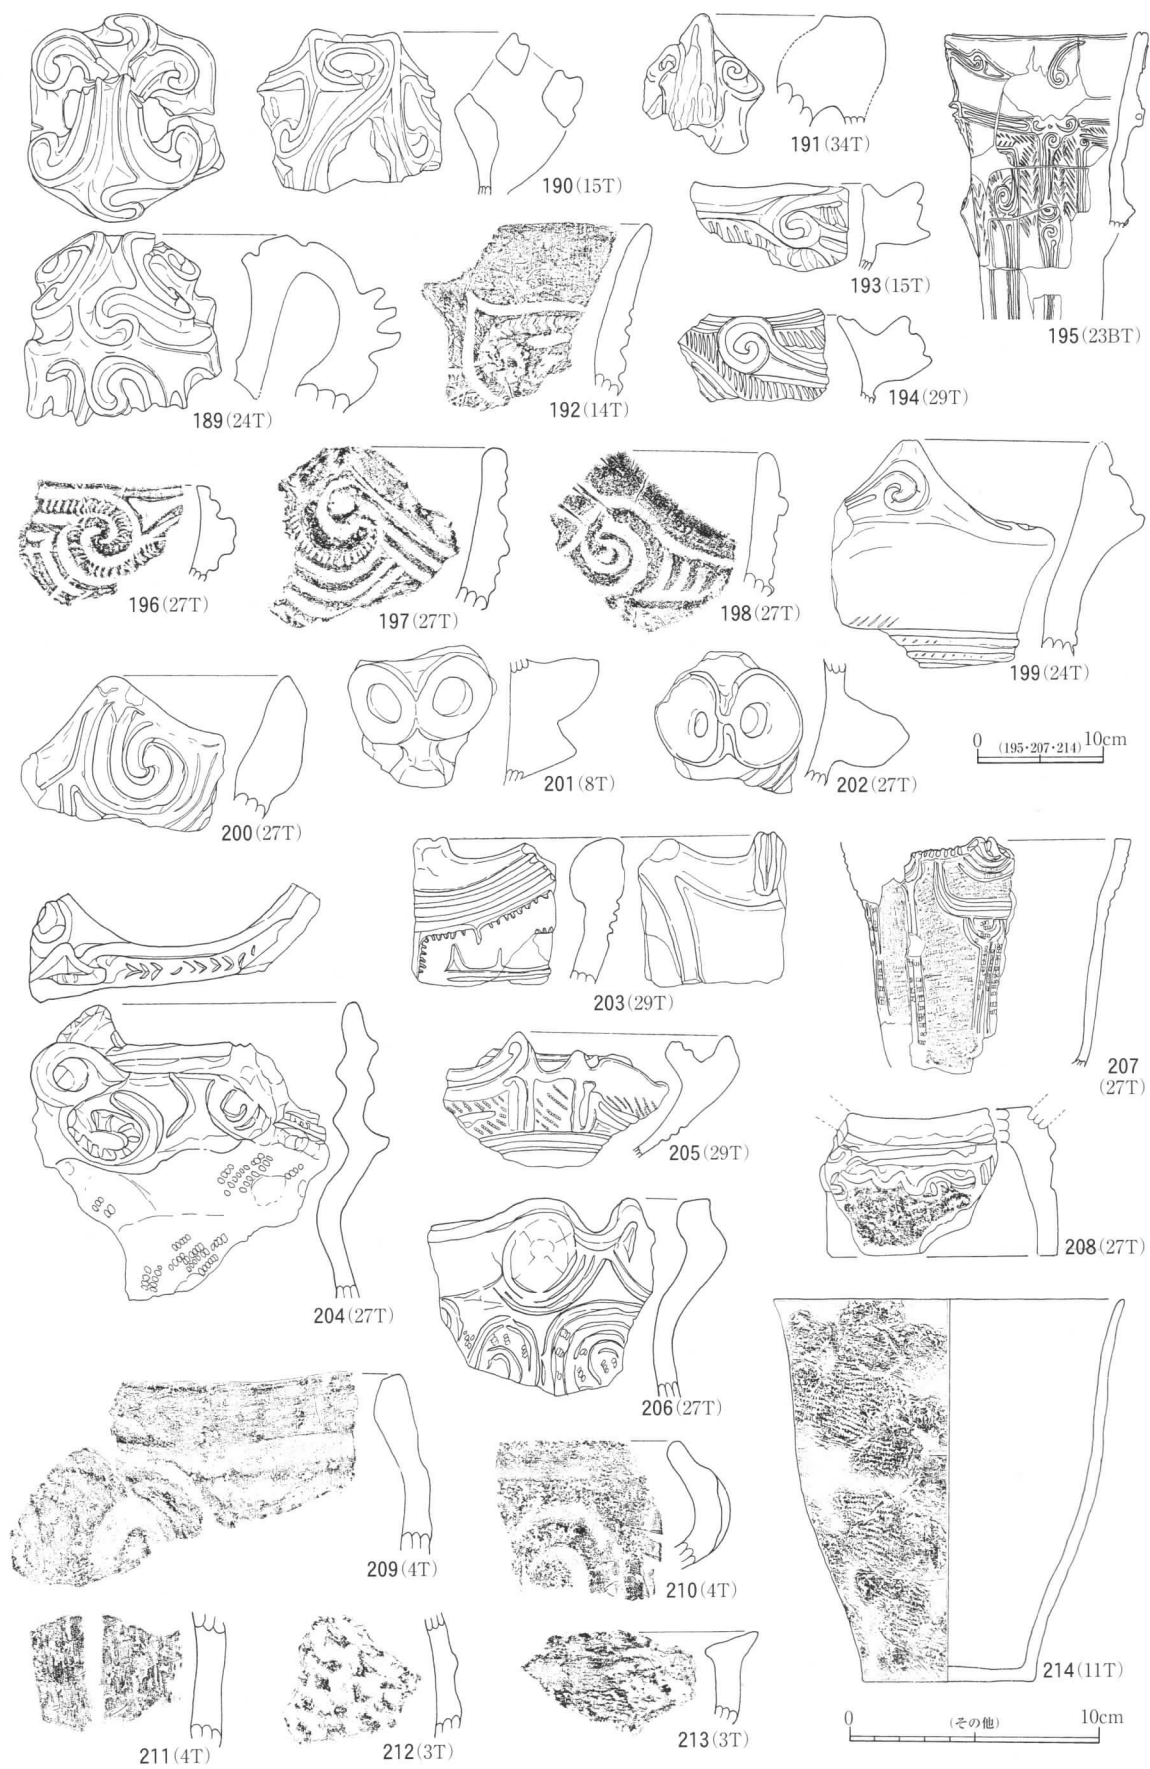 190(15T)
191(34T)
193(15T)
195(23BT)
189(24T)
192(14T)
194(29T)
196(27T)
197(27T)
198(27T)
199(24T)
200(27T)
201(8T)
202(27T)
0 (195・207・214) 10cm
203(29T)
207
(27T)
205(29T)
204(27T)
206(27T)
208(27T)
209(4T)
210(4T)
214(11T)
211(4T)
212(3T)
213(3T)
0 (その他) 10cm